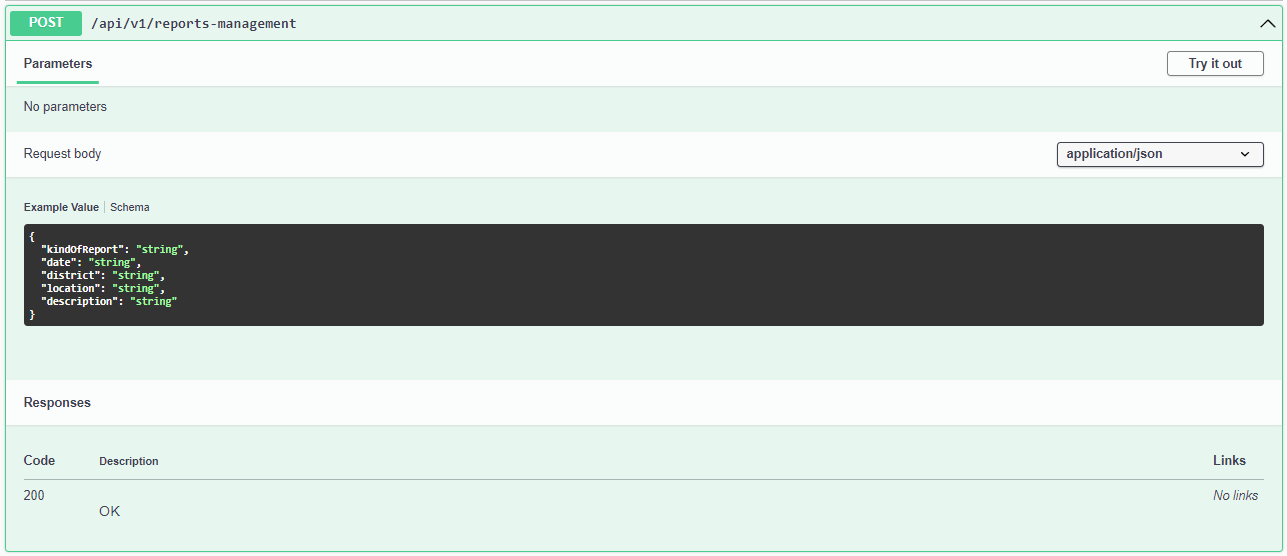 POST /api/v1/reports-management
Parameters
Try it out
No parameters
Request body
application/json
Example Value
Schema
{
"kindOfReport": "string",
"date": "string",
"district": "string",
"location": "string",
"description": "string"
}
Responses
Code Description Links
200 No links
OK